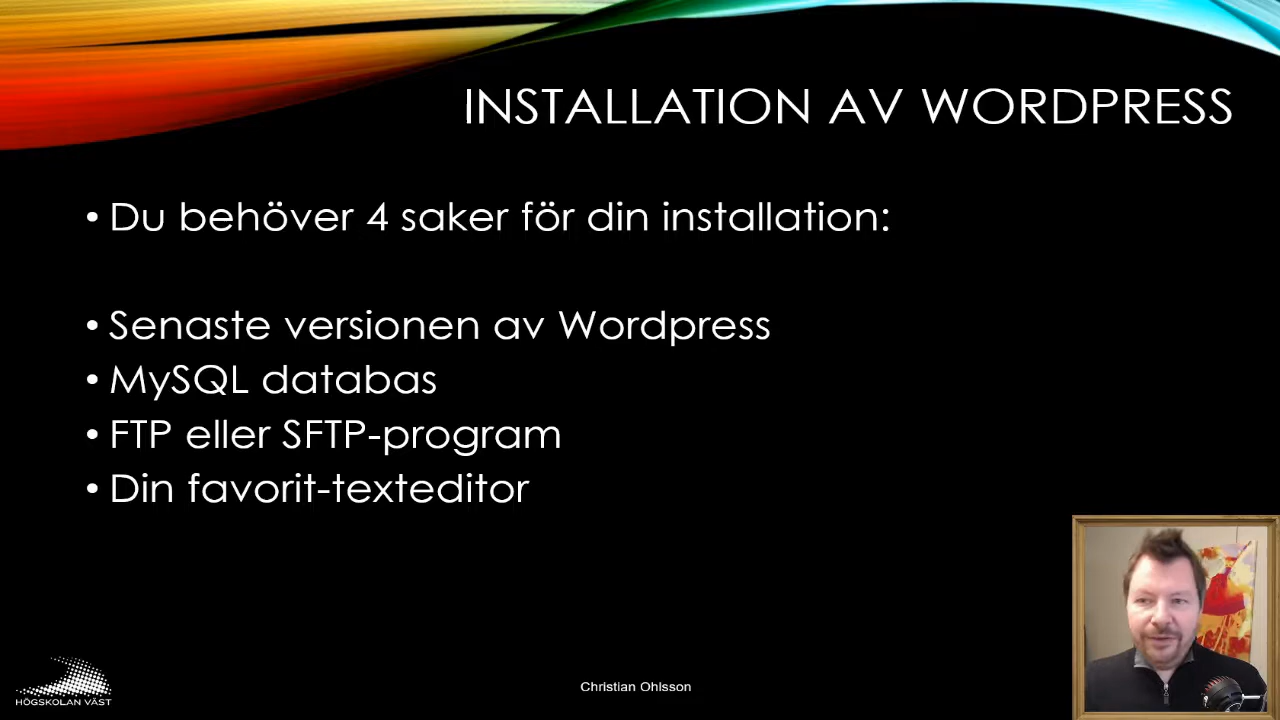 INSTALLATION AV WORDPRESS
• Du behöver 4 saker för din installation:
• Senaste versionen av Wordpress
• MySQL databas
• FTP eller SFTP-program
• Din favorit-texteditor
HÖGSKOLAN VÄST
Christian Ohlsson